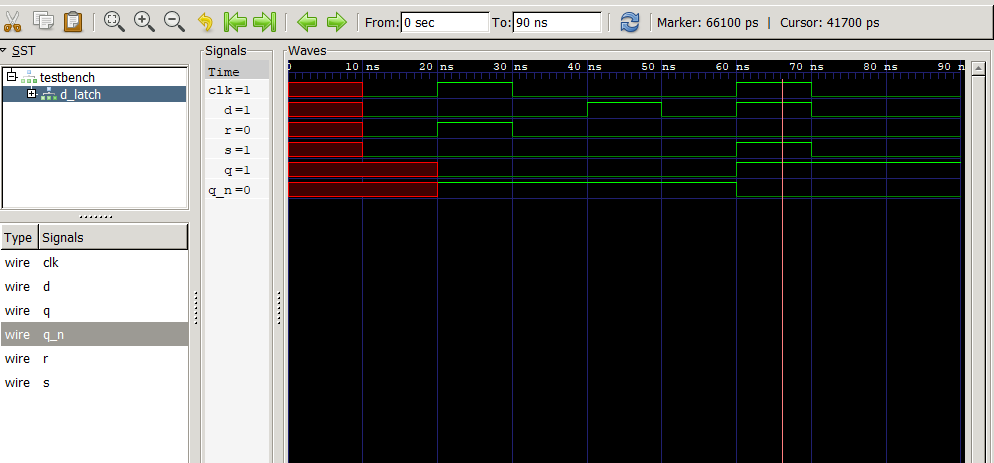 From: 0 sec To: 90 ns Marker: 66100 ps | Cursor: 41700 ps
SST
testbench
d_latch
Type Signals
wire clk
wire d
wire q
wire q_n
wire r
wire s
Signals
Time
clk=1
d=1
r=0
s=1
q=1
q_n=0
Waves
0 10 ns 20 ns 30 ns 40 ns 50 ns 60 ns 70 ns 80 ns 90 n